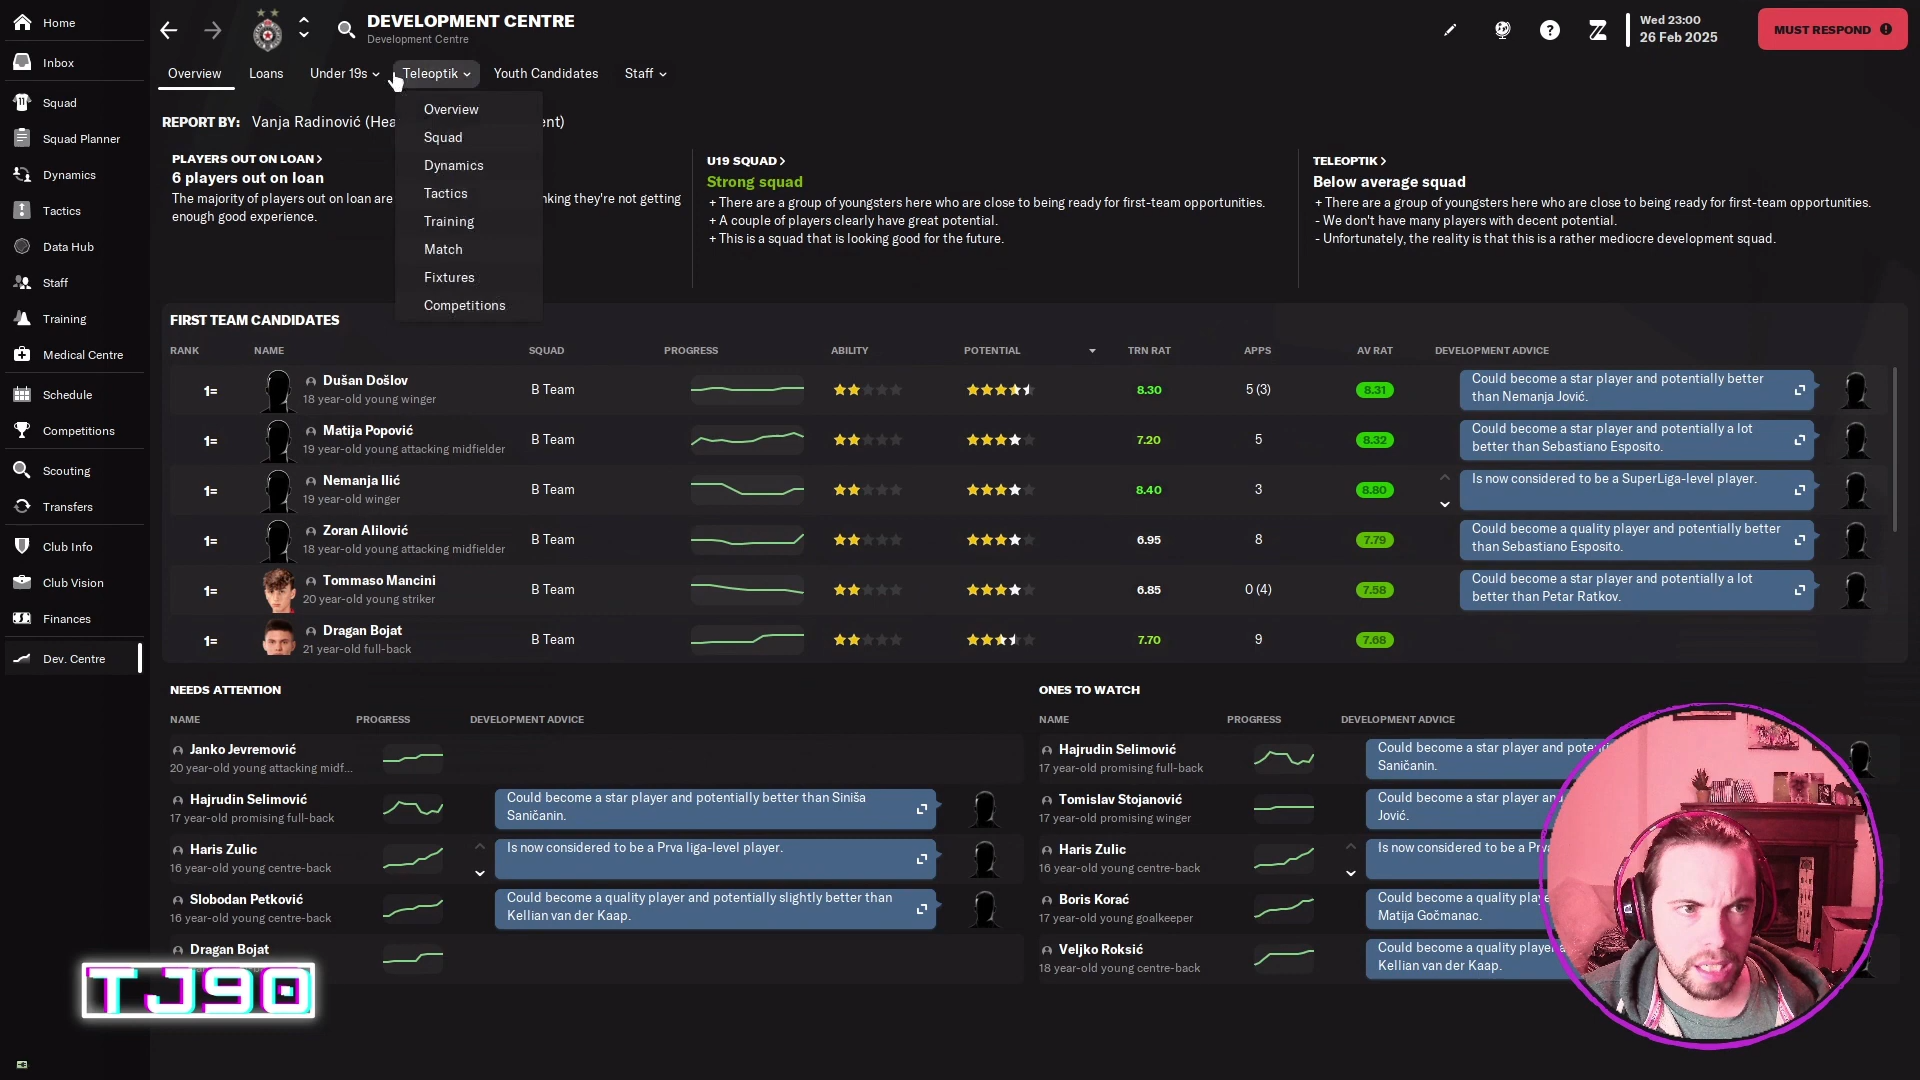 Home
Inbox
Squad
Squad Planner
Dynamics
Tactics
Data Hub
Staff
Training
Medical Centre
Schedule
Competitions
Scouting
Transfers
Club Info
Club Vision
Finances
Dev. Centre
DEVELOPMENT CENTRE
Development Centre
Wed 23:00
26 Feb 2025
MUST RESPOND
Overview
Loans
Under 19s
Teleoptik
Youth Candidates
Staff
Overview
Squad
Dynamics
Tactics
Training
Match
Fixtures
Competitions
REPORT BY: Vanja Radinović (Hea ent)
PLAYERS OUT ON LOAN >
6 players out on loan
The majority of players out on loan are nking they're not getting
enough good experience.
U19 SQUAD >
Strong squad
+ There are a group of youngsters here who are close to being ready for first-team opportunities.
+ A couple of players clearly have great potential.
+ This is a squad that is looking good for the future.
TELEOPTIK >
Below average squad
+ There are a group of youngsters here who are close to being ready for first-team opportunities.
- We don't have many players with decent potential.
- Unfortunately, the reality is that this is a rather mediocre development squad.
FIRST TEAM CANDIDATES
RANK NAME SQUAD PROGRESS ABILITY POTENTIAL TRN RAT APPS AV RAT DEVELOPMENT ADVICE
1= Dušan Došlov B Team 8.30 5 (3) 8.31
18 year-old young winger
Could become a star player and potentially better
than Nemanja Jović.
1= Matija Popović B Team 7.20 5 8.32
19 year-old young attacking midfielder
Could become a star player and potentially a lot
better than Sebastiano Esposito.
1= Nemanja Ilić B Team 8.40 3 8.80
19 year-old winger
Is now considered to be a SuperLiga-level player.
1= Zoran Alilović B Team 6.95 8 7.79
18 year-old young attacking midfielder
Could become a quality player and potentially better
than Sebastiano Esposito.
1= Tommaso Mancini B Team 6.85 0 (4) 7.58
20 year-old young striker
Could become a star player and potentially a lot
better than Petar Ratkov.
1= Dragan Bojat B Team 7.70 9 7.68
21 year-old full-back
NEEDS ATTENTION
NAME PROGRESS DEVELOPMENT ADVICE
Janko Jevremović
20 year-old young attacking midf...
Hajrudin Selimović
17 year-old promising full-back
Could become a star player and potentially better than Siniša
Saničanin.
Haris Zulic
16 year-old young centre-back
Is now considered to be a Prva liga-level player.
Slobodan Petković
16 year-old young centre-back
Could become a quality player and potentially slightly better than
Kellian van der Kaap.
Dragan Bojat
ONES TO WATCH
NAME PROGRESS DEVELOPMENT ADVICE
Hajrudin Selimović
17 year-old promising full-back
Could become a star player and poten
Saničanin.
Tomislav Stojanović
17 year-old promising winger
Could become a star player and
Jović.
Haris Zulic
16 year-old young centre-back
Is now considered to be a Prv
Boris Korać
17 year-old young goalkeeper
Could become a quality playe
Matija Gočmanac.
Veljko Roksić
18 year-old young centre-back
Could become a quality player a
Kellian van der Kaap.
TJ90